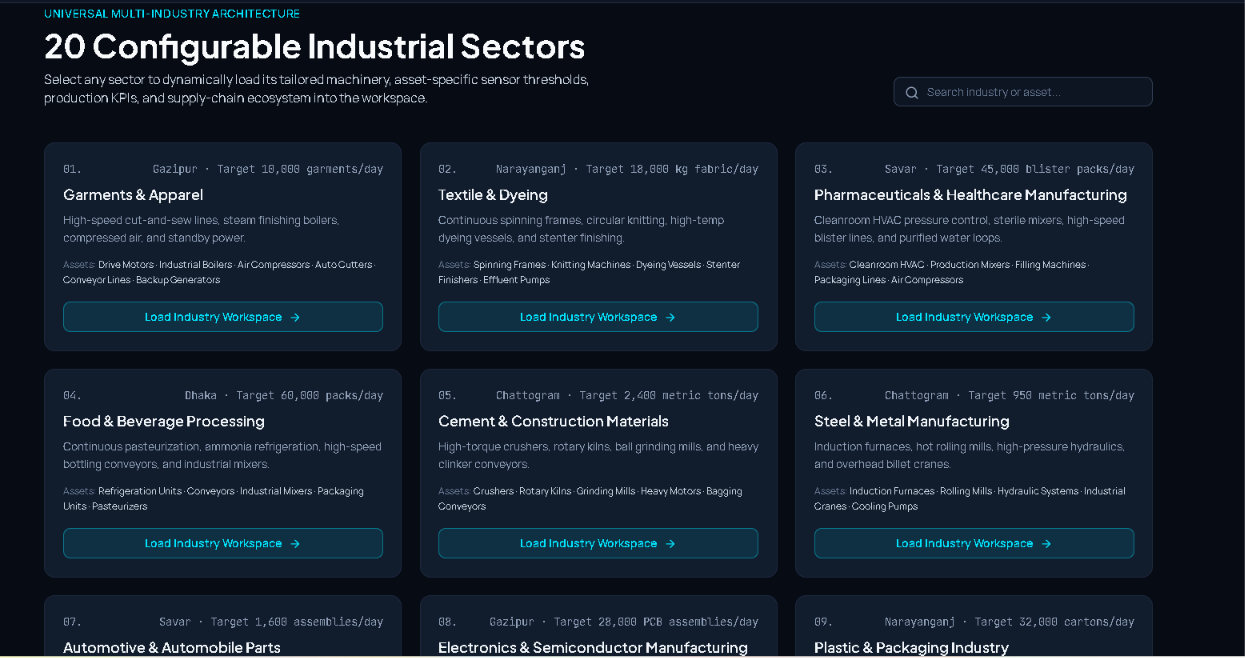 UNIVERSAL MULTI-INDUSTRY ARCHITECTURE
20 Configurable Industrial Sectors
Select any sector to dynamically load its tailored machinery, asset-specific sensor thresholds,
production KPIs, and supply-chain ecosystem into the workspace.
Search industry or asset...
01. Gazipur · Target 10,000 garments/day
Garments & Apparel
High-speed cut-and-sew lines, steam finishing boilers,
compressed air, and standby power.
Assets: Drive Motors · Industrial Boilers · Air Compressors · Auto Cutters ·
Conveyor Lines · Backup Generators
Load Industry Workspace →
02. Narayanganj · Target 18,000 kg fabric/day
Textile & Dyeing
Continuous spinning frames, circular knitting, high-temp
dyeing vessels, and stenter finishing.
Assets: Spinning Frames · Knitting Machines · Dyeing Vessels · Stenter
Finishers · Effluent Pumps
Load Industry Workspace →
03. Savar · Target 45,000 blister packs/day
Pharmaceuticals & Healthcare Manufacturing
Cleanroom HVAC pressure control, sterile mixers, high-speed
blister lines, and purified water loops.
Assets: Cleanroom HVAC · Production Mixers · Filling Machines ·
Packaging Lines · Air Compressors
Load Industry Workspace →
04. Dhaka · Target 60,000 packs/day
Food & Beverage Processing
Continuous pasteurization, ammonia refrigeration, high-speed
bottling conveyors, and industrial mixers.
Assets: Refrigeration Units · Conveyors · Industrial Mixers · Packaging
Units · Pasteurizers
Load Industry Workspace →
05. Chattogram · Target 2,400 metric tons/day
Cement & Construction Materials
High-torque crushers, rotary kilns, ball grinding mills, and heavy
clinker conveyors.
Assets: Crushers · Rotary Kilns · Grinding Mills · Heavy Motors · Bagging
Conveyors
Load Industry Workspace →
06. Chattogram · Target 950 metric tons/day
Steel & Metal Manufacturing
Induction furnaces, hot rolling mills, high-pressure hydraulics,
and overhead billet cranes.
Assets: Induction Furnaces · Rolling Mills · Hydraulic Systems · Industrial
Cranes · Cooling Pumps
Load Industry Workspace →
07. Savar · Target 1,600 assemblies/day
Automotive & Automobile Parts
08. Gazipur · Target 28,000 PCB assemblies/day
Electronics & Semiconductor Manufacturing
09. Narayanganj · Target 32,000 cartons/day
Plastic & Packaging Industry